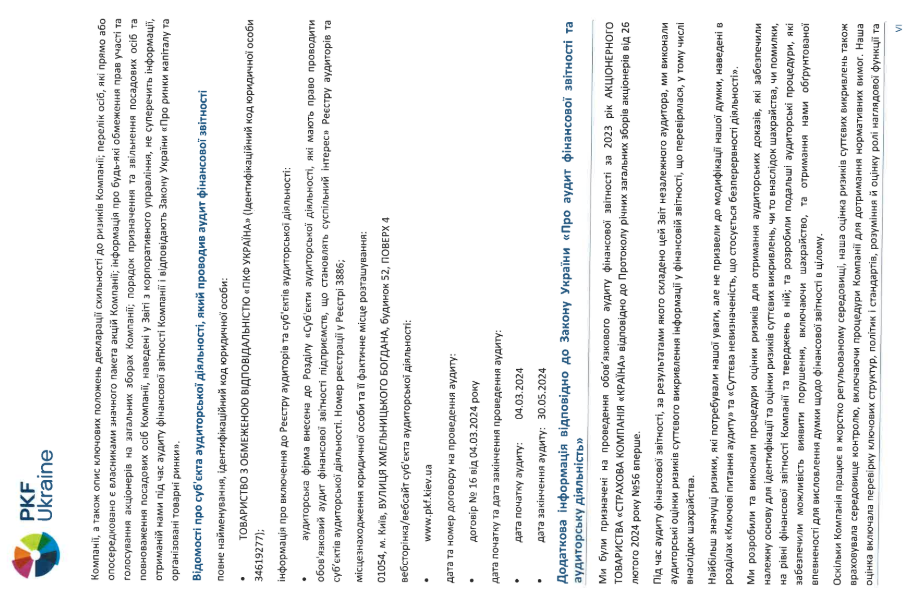 PKF
Ukraine
Компанії, а також опис ключових положень декларації схильності до ризиків Компанії; перелік осіб, які прямо або
опосередковано є власниками значного пакета акцій Компанії; інформація про будь-які обмеження прав участі та
голосування акціонерів на загальних зборах Компанії; порядок призначення та звільнення посадових осіб та
повноваження посадових осіб Компанії, наведені у Звіті з корпоративного управління, не суперечить інформації,
отриманій нами під час аудиту фінансової звітності Компанії і відповідають Закону України «Про ринки капіталу та
організовані товарні ринки».
Відомості про суб'єкта аудиторської діяльності, який проводив аудит фінансової звітності
повне найменування, ідентифікаційний код юридичної особи:
• ТОВАРИСТВО З ОБМЕЖЕНОЮ ВІДПОВІДАЛЬНІСТЮ «ПКФ УКРАЇНА» (Ідентифікаційний код юридичної особи
34619277);
інформація про включення до Реєстру аудиторів та суб'єктів аудиторської діяльності:
• аудиторська фірма внесена до Розділу «Суб'єкти аудиторської діяльності, які мають право проводити
обов'язковий аудит фінансової звітності підприємств, що становлять суспільний інтерес» Реєстру аудиторів та
суб'єктів аудиторської діяльності. Номер реєстрації у Реєстрі 3886;
місцезнаходження юридичної особи та її фактичне місце розташування:
01054, м. Київ, ВУЛИЦЯ БОГДАНА ХМЕЛЬНИЦЬКОГО, будинок 52, ПОВЕРХ 4
вебсторінка/вебсайт суб'єкта аудиторської діяльності:
• www.pkf.kiev.ua
дата та номер договору на проведення аудиту:
• договір № 16 від 04.03.2024 року
дата початку та дата закінчення проведення аудиту:
• дата початку аудиту: 04.03.2024
• дата закінчення аудиту: 30.05.2024
Додаткова інформація відповідно до Закону України «Про аудит фінансової звітності та
аудиторську діяльність»
Ми були призначені на проведення обов'язкового аудиту фінансової звітності за 2023 рік АКЦІОНЕРНОГО
ТОВАРИСТВА «СТРАХОВА КОМПАНІЯ «КРАЇНА» відповідно до Протоколу річних загальних зборів акціонерів від 26
лютого 2024 року №56 вперше.
Під час аудиту фінансової звітності, за результатами якого складено цей Звіт незалежного аудитора, ми виконали
аудиторські оцінки ризиків суттєвого викривлення інформації у фінансовій звітності, що перевірялася, у тому числі
внаслідок шахрайства.
Найбільш значущі ризики, які потребували нашої уваги, але не призвели до модифікації нашої думки, наведені в
розділах «Ключові питання аудиту» та «Суттєва невизначеність, що стосується безперервності діяльності».
Ми розробили та виконали процедури оцінки ризиків для отримання аудиторських доказів, які забезпечили
належну основу для ідентифікації та оцінки ризиків суттєвих викривлень, чи то внаслідок шахрайства, чи помилки,
на рівні фінансової звітності Компанії та тверджень в ній; та розробили подальші аудиторські процедури, які
забезпечили можливість виявити порушення, включаючи шахрайство, та отримання нами обґрунтованої
впевненості для висловлення думки щодо фінансової звітності в цілому.
Оскільки Компанія працює в жорстко регульованому середовищі, наша оцінка ризиків суттєвих викривлень також
враховувала середовище контролю, включаючи процедури Компанії для дотримання нормативних вимог. Наша
оцінка включала перевірку ключових структур, політик і стандартів, розуміння й оцінку ролі наглядової функції та
VI